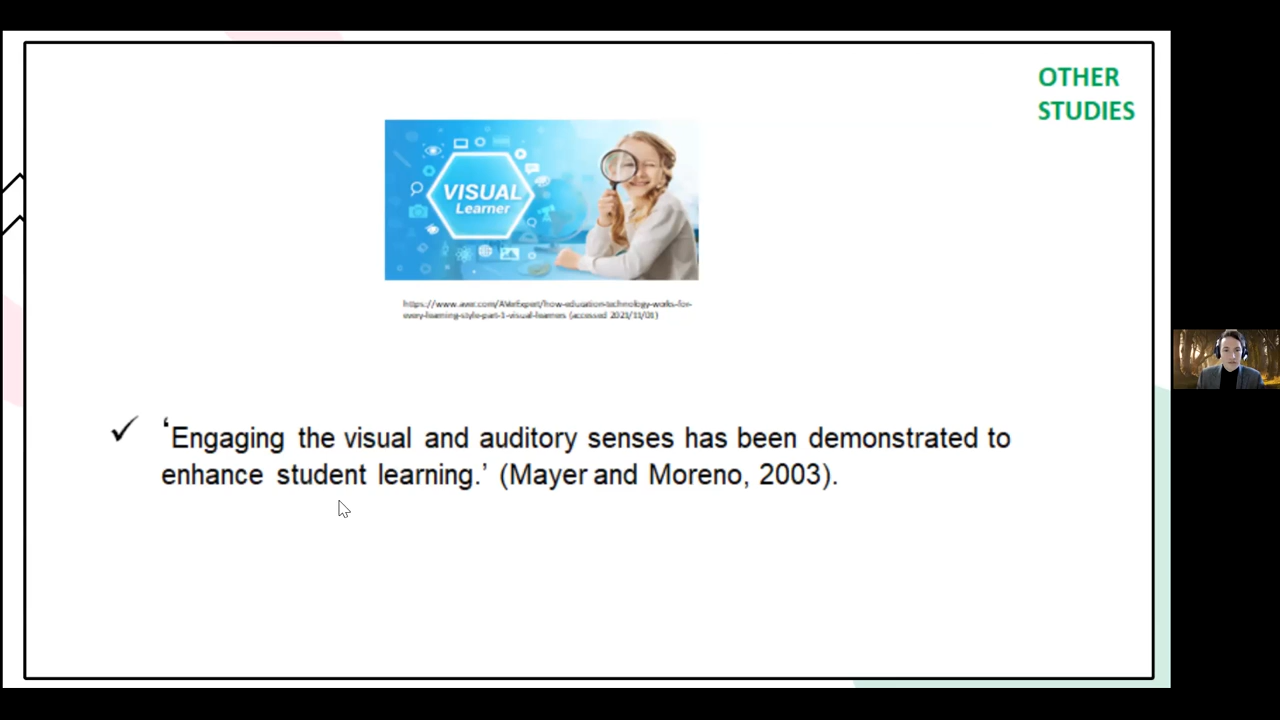 OTHER
STUDIES
VISUAL
Learner
https://www.aver.com/AVerExpert/how-education-technology-works-for-
every-learning-style-part-1-visual-learners (accessed 2021/11/01)
✓ ‘Engaging the visual and auditory senses has been demonstrated to
enhance student learning.’ (Mayer and Moreno, 2003).